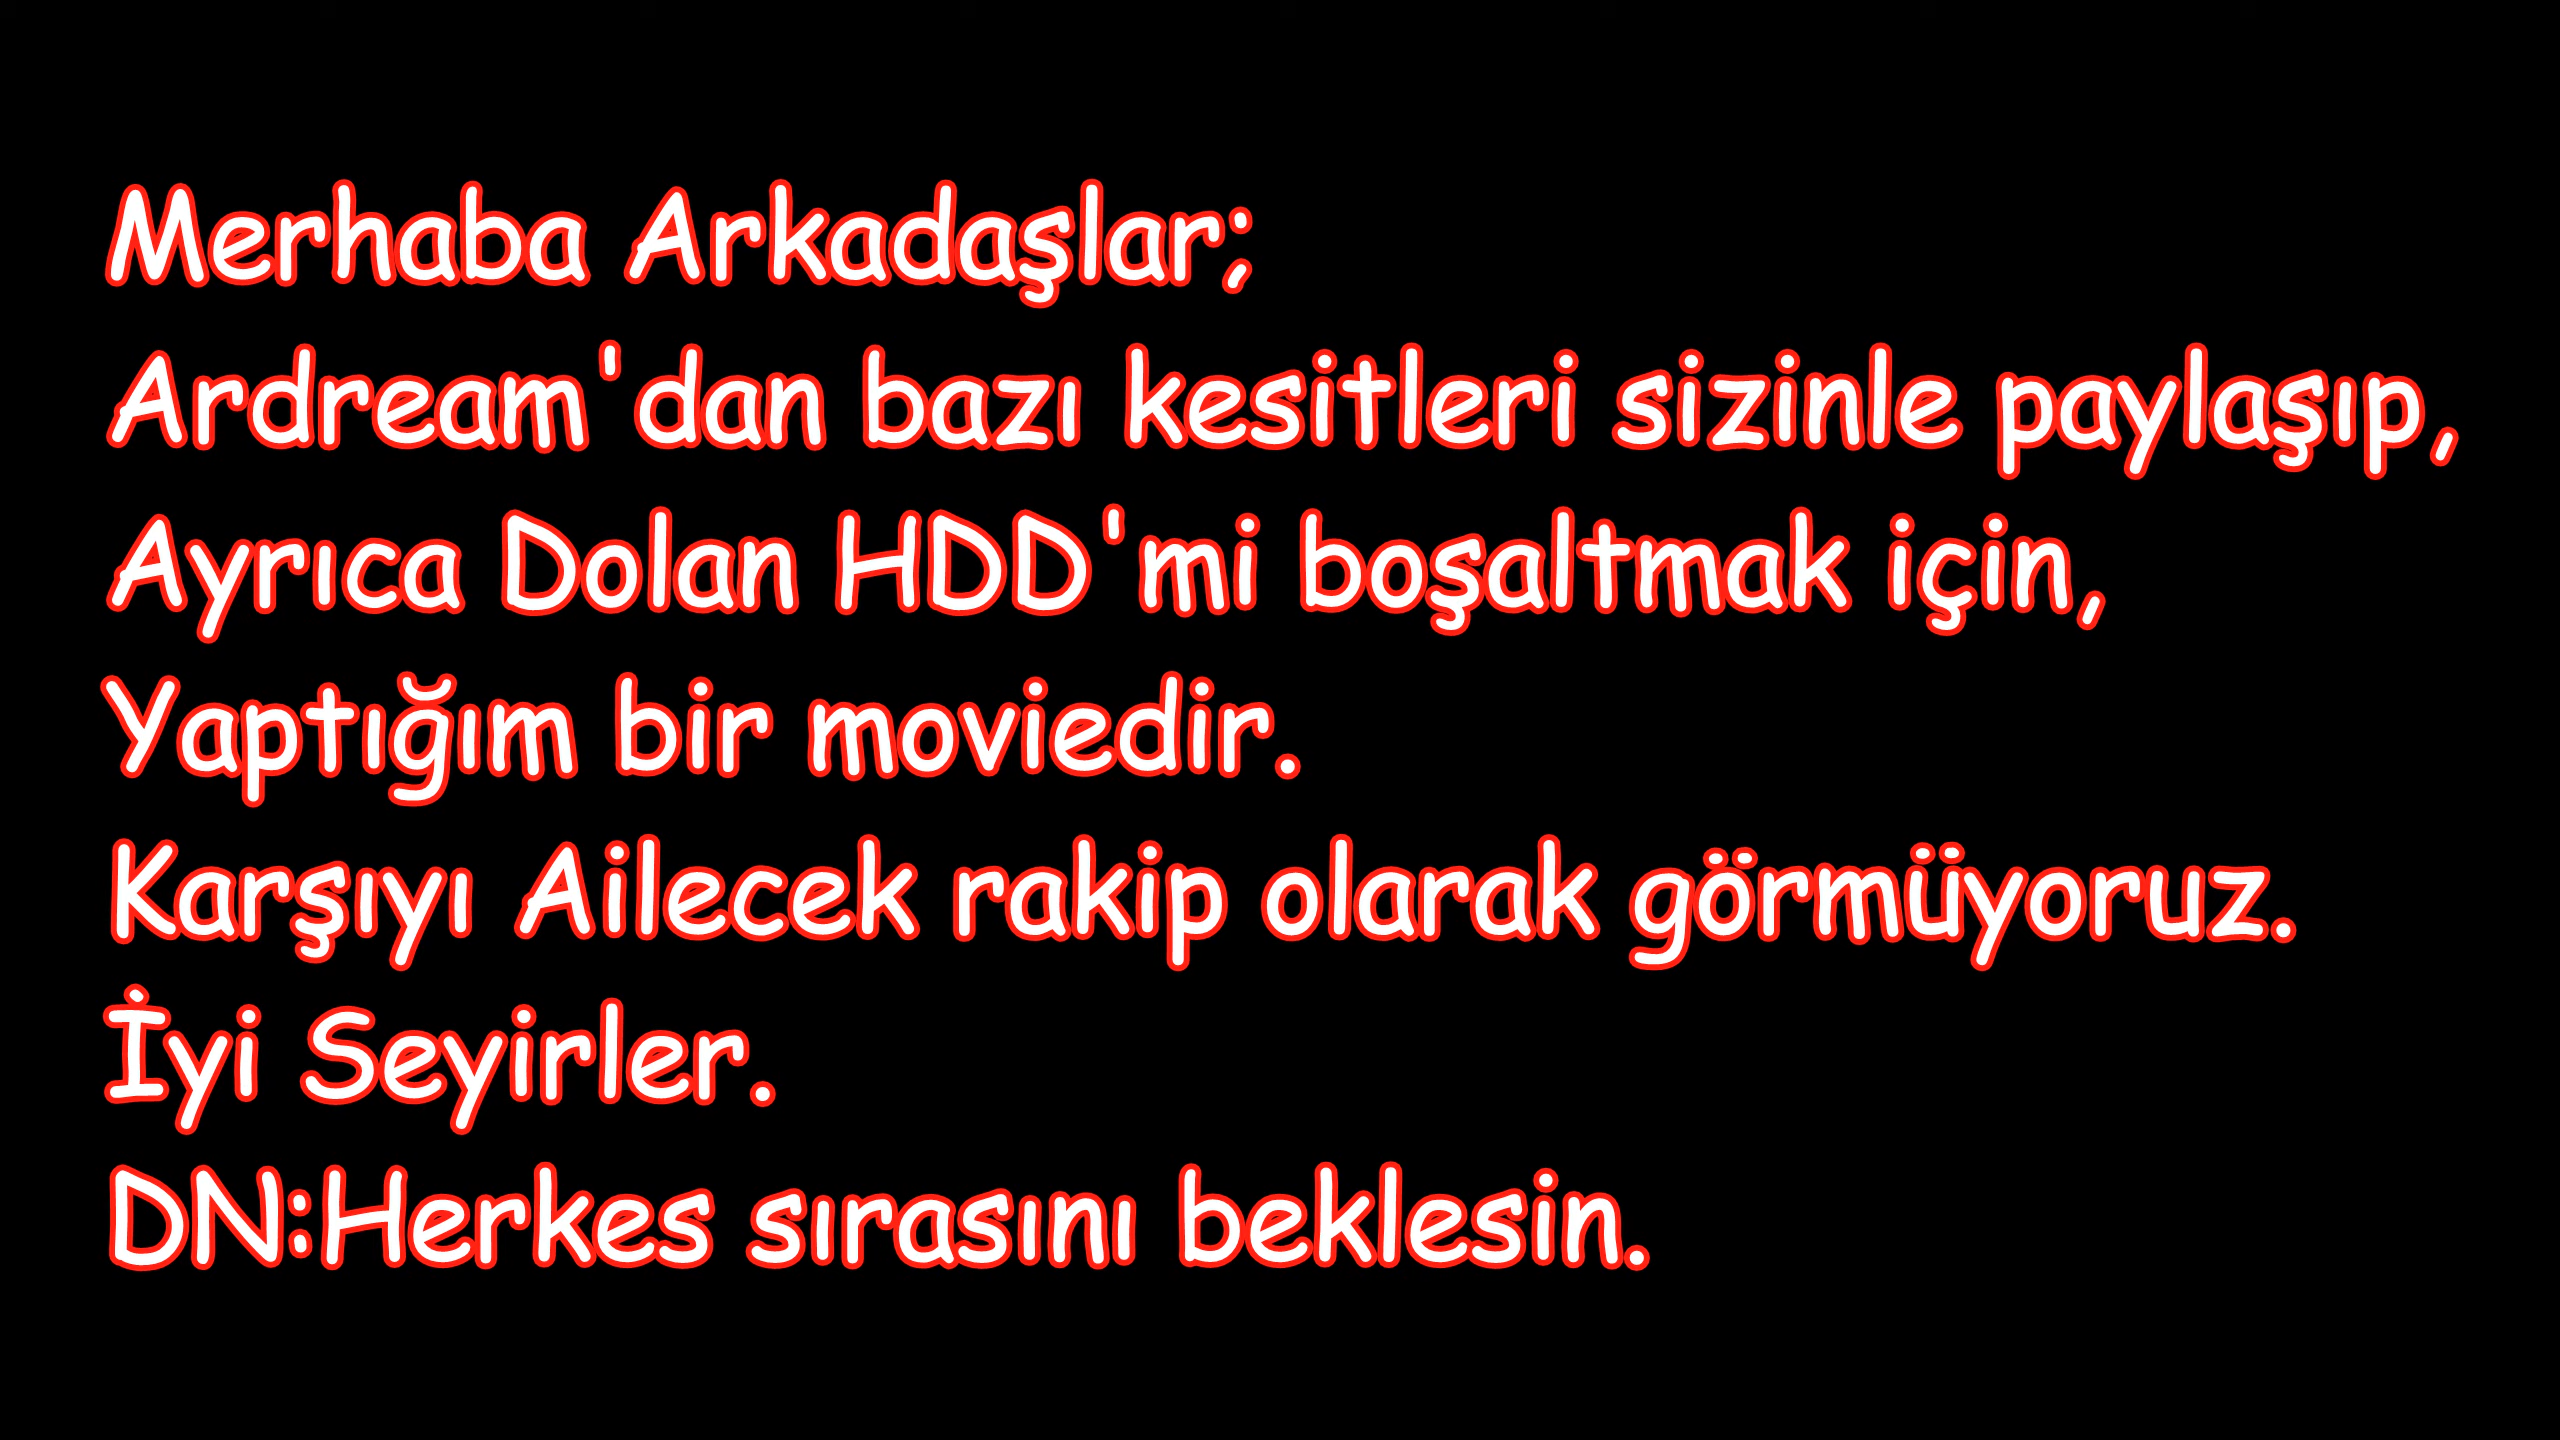 Merhaba Arkadaşlar;
Ardream'dan bazı kesitleri sizinle paylaşıp,
Ayrıca Dolan HDD'mi boşaltmak için,
Yaptığım bir moviedir.
Karşıyı Ailecek rakip olarak görmüyoruz.
İyi Seyirler.
DN:Herkes sırasını beklesin.